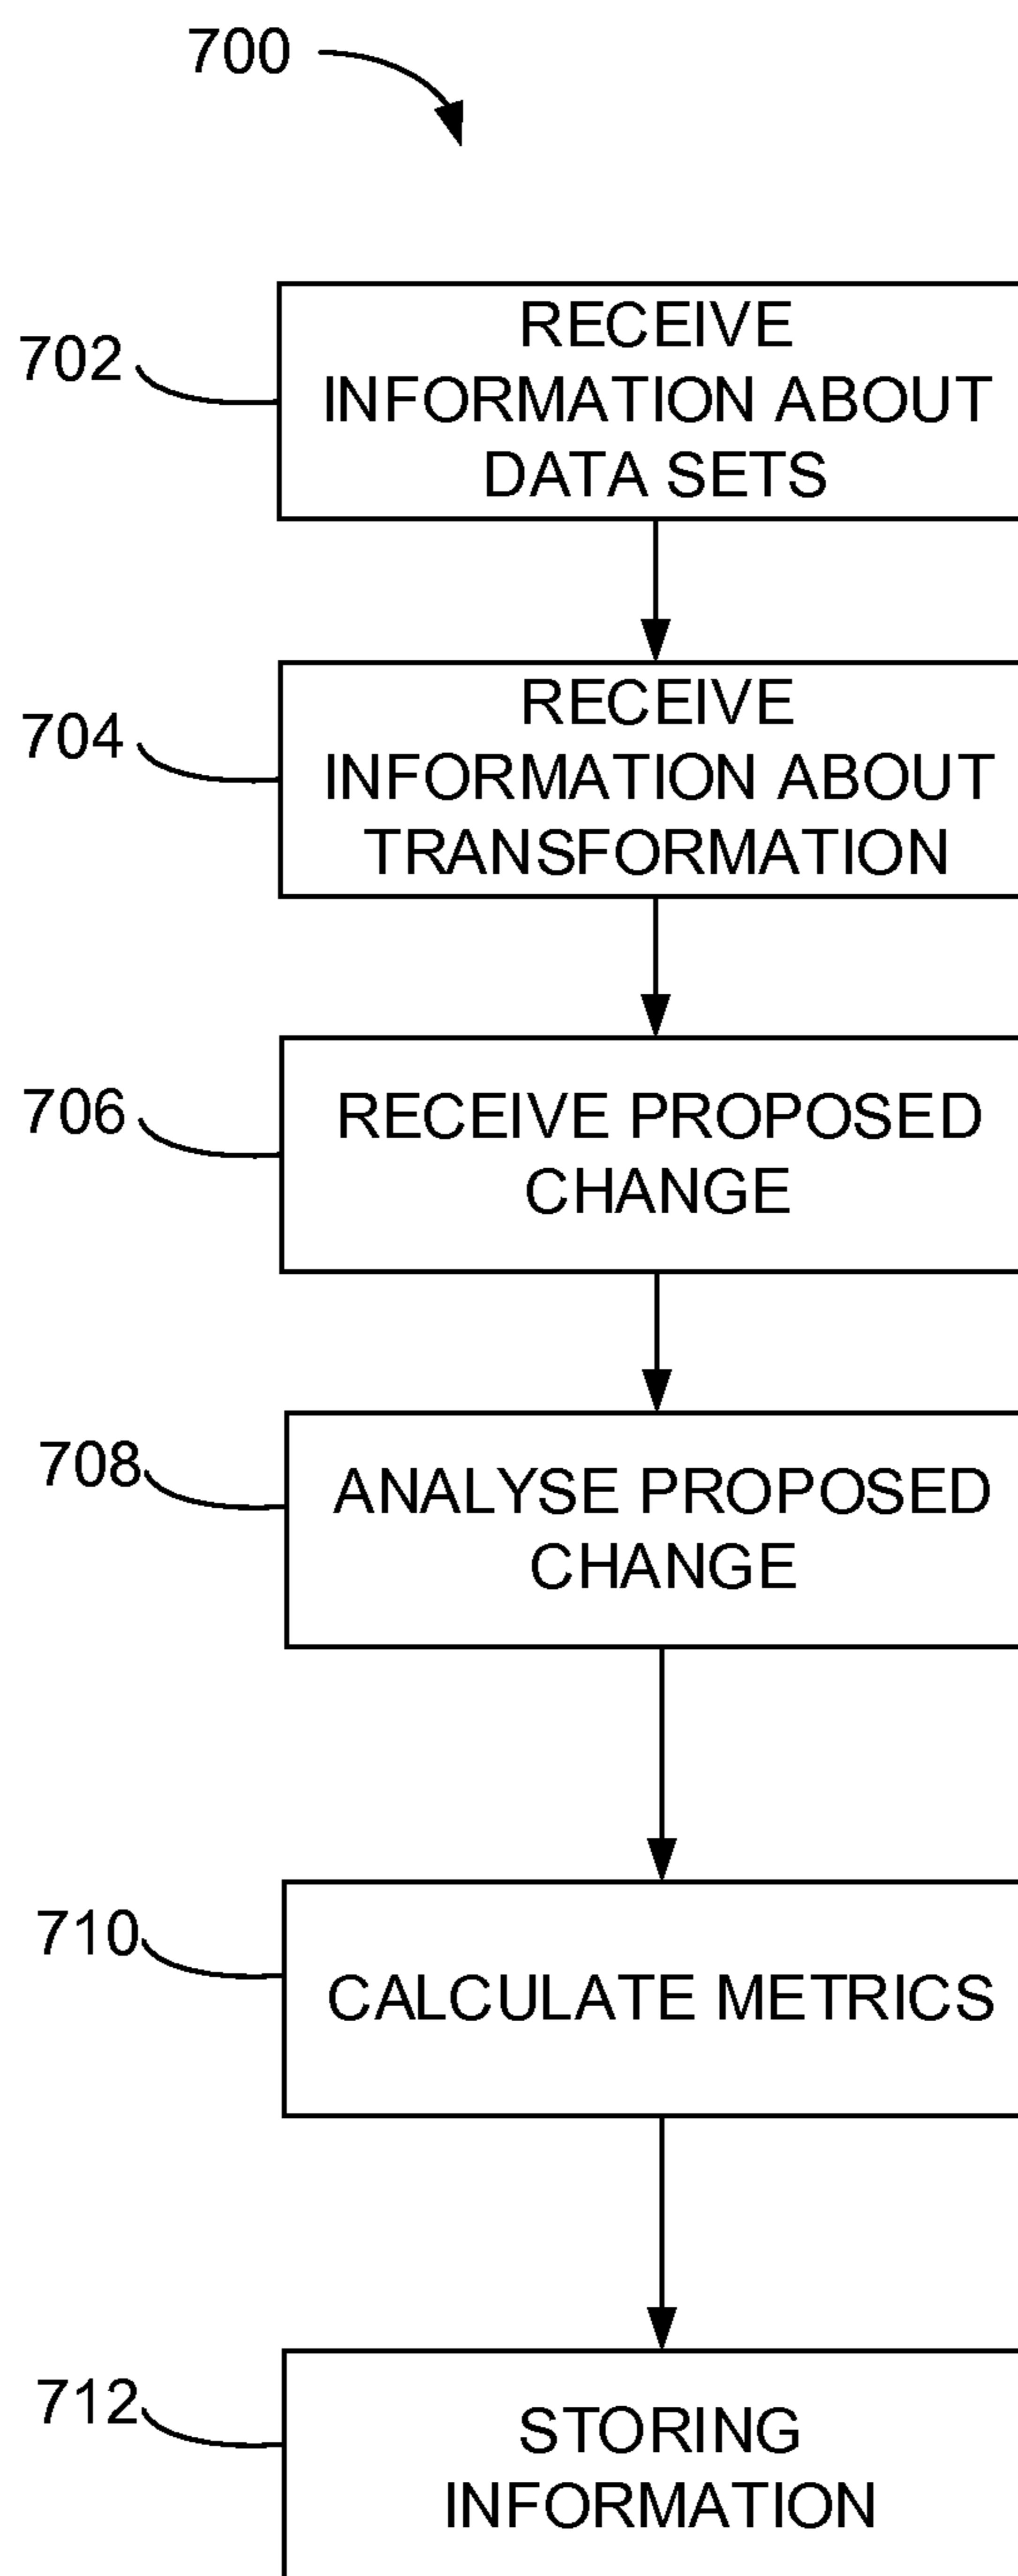 700
702
RECEIVE
INFORMATION ABOUT
DATA SETS
704
RECEIVE
INFORMATION ABOUT
TRANSFORMATION
706
RECEIVE PROPOSED
CHANGE
708
ANALYSE PROPOSED
CHANGE
710
CALCULATE METRICS
712
STORING
INFORMATION